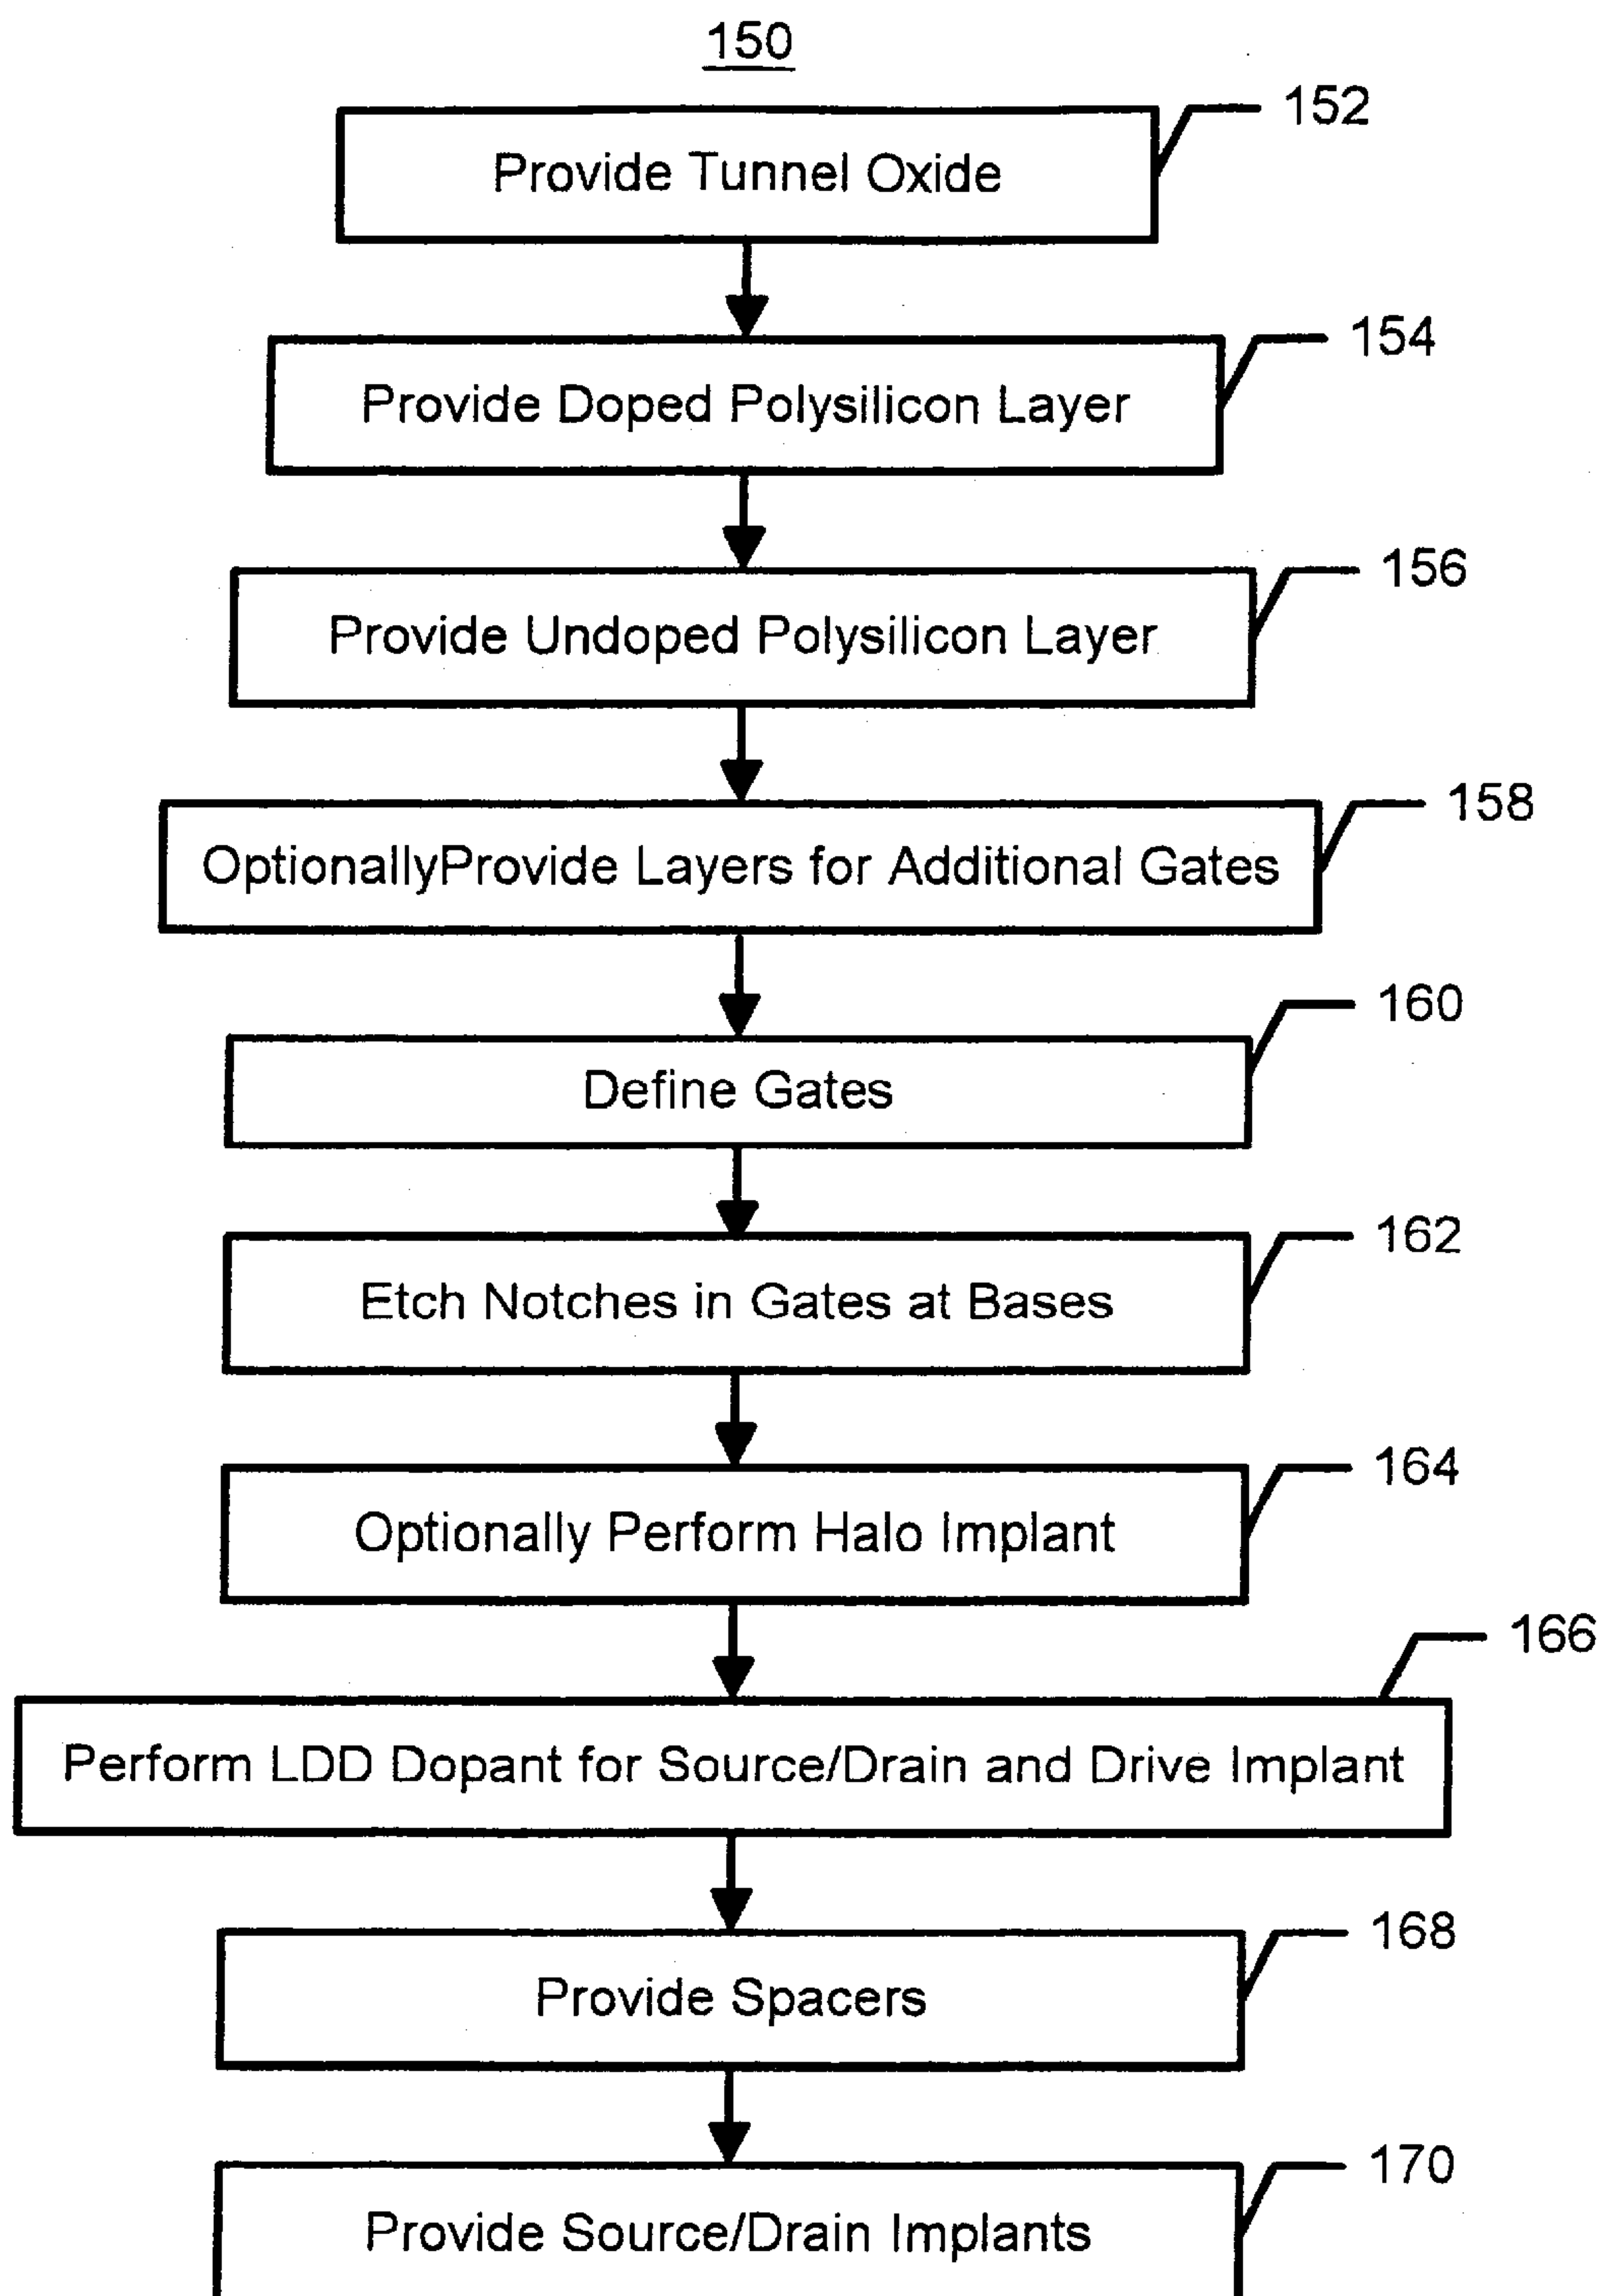 150
152
Provide Tunnel Oxide
154
Provide Doped Polysilicon Layer
156
Provide Undoped Polysilicon Layer
158
OptionallyProvide Layers for Additional Gates
160
Define Gates
162
Etch Notches in Gates at Bases
164
Optionally Perform Halo Implant
166
Perform LDD Dopant for Source/Drain and Drive Implant
168
Provide Spacers
170
Provide Source/Drain Implants